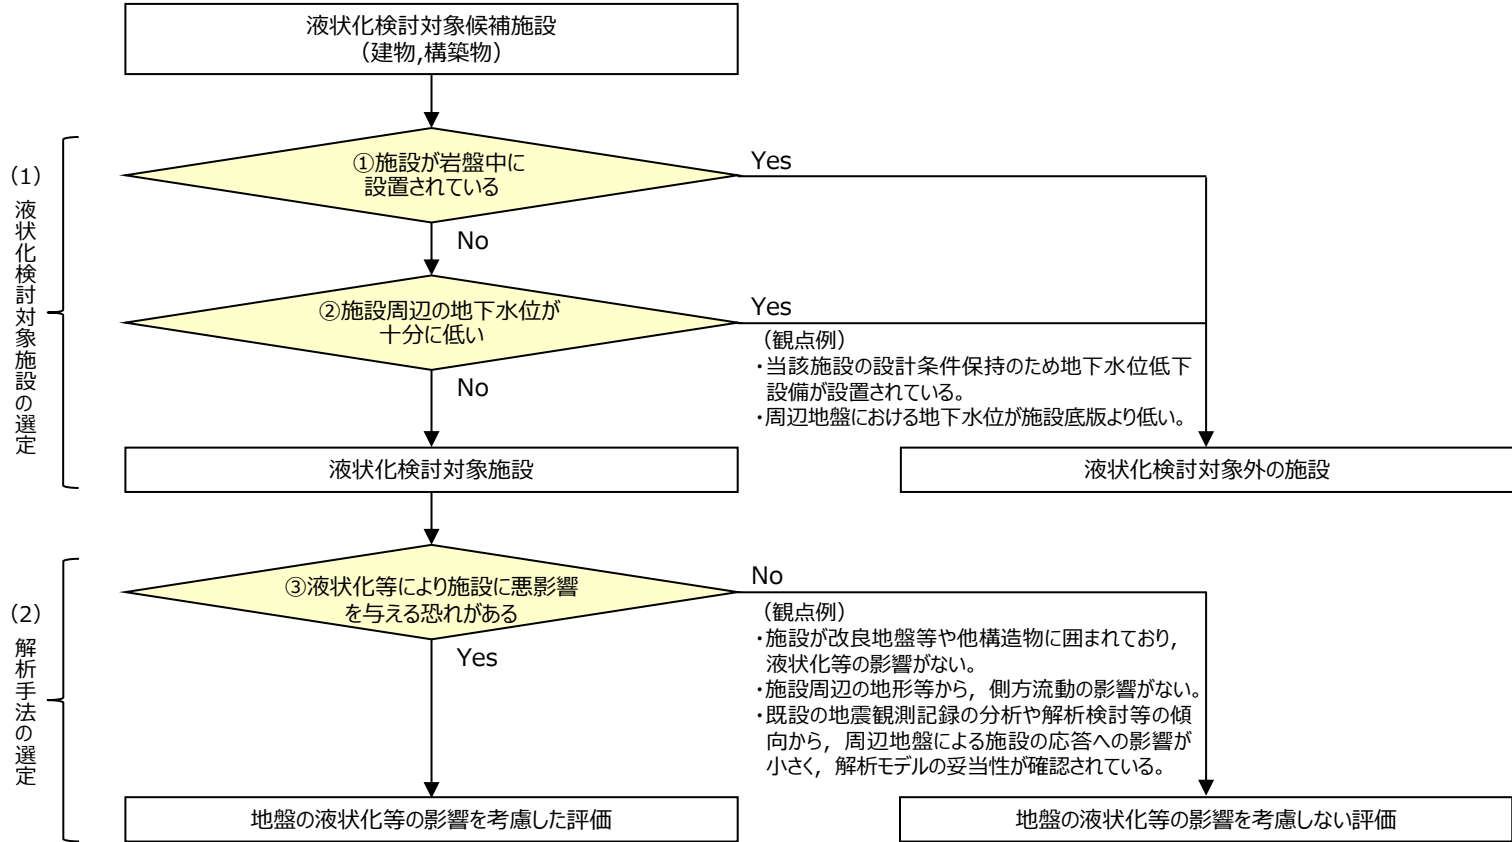 液状化検討対象候補施設
（建物,構築物）
(1)
液状化検討対象施設の選定
①施設が岩盤中に
設置されている
Yes
No
②施設周辺の地下水位が
十分に低い
Yes
（観点例）
・当該施設の設計条件保持のため地下水位低下
設備が設置されている。
・周辺地盤における地下水位が施設底版より低い。
No
液状化検討対象施設
液状化検討対象外の施設
(2)
解析手法の選定
③液状化等により施設に悪影響
を与える恐れがある
No
（観点例）
・施設が改良地盤等や他構造物に囲まれており，
液状化等の影響がない。
・施設周辺の地形等から，側方流動の影響がない。
・既設の地震観測記録の分析や解析検討等の傾
向から，周辺地盤による施設の応答への影響が
小さく，解析モデルの妥当性が確認されている。
Yes
地盤の液状化等の影響を考慮した評価
地盤の液状化等の影響を考慮しない評価